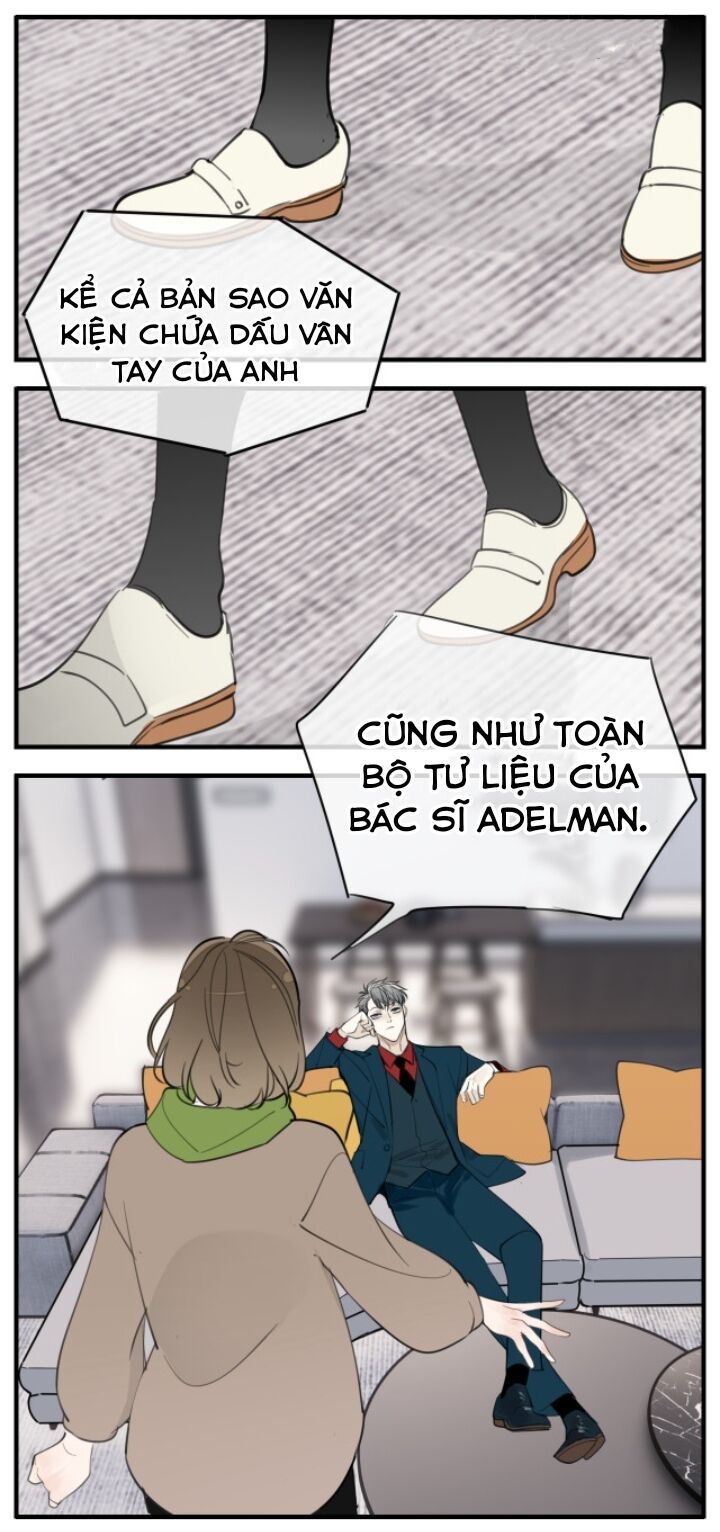 KỂ CẢ BẢN SAO VĂN
KIỆN CHỨA DẤU VÂN
TAY CỦA ANH
CŨNG NHƯ TOÀN
BỘ TƯ LIỆU CỦA
BÁC SĨ ADELMAN.